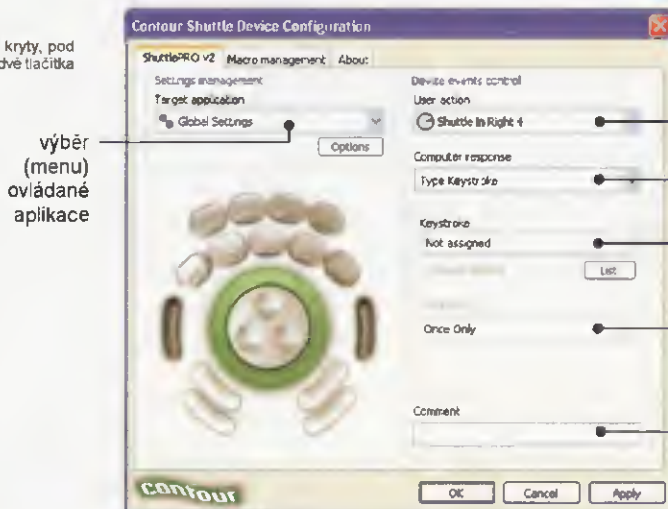 kryty, pod
dvě tlačítka
výběr
(menu)
ovládané
aplikace
Contour Shuttle Device Configuration
ShuttlePRO v2 Macro management About
Settings management
Target application
Global Settings
Options
Device events control
User action
Shuttle In Right 4
Computer response
Type Keystroke
Keystroke
Not assigned
List
Once Only
Comment
contour
OK Cancel Apply